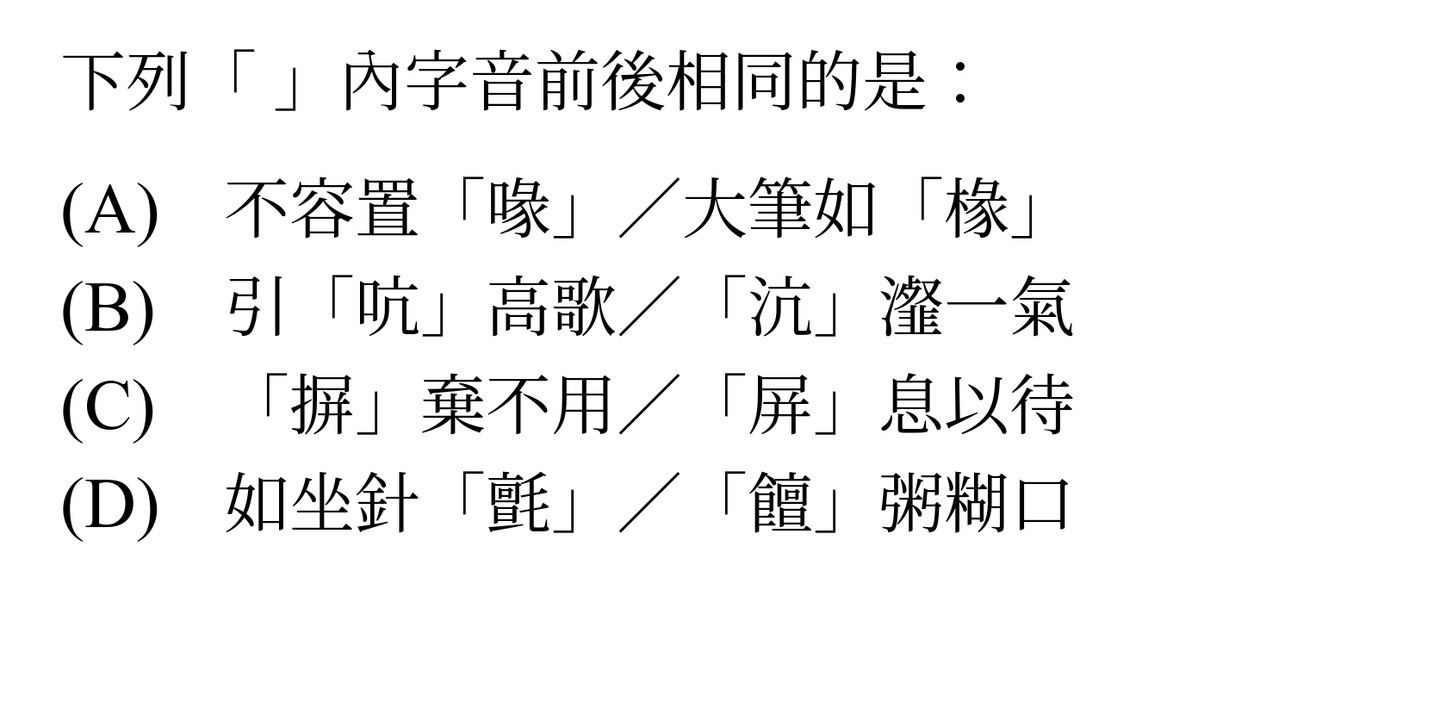 下列「 」內字音前後相同的是：
(A) 不容置「喙」／大筆如「椽」
(B) 引「吭」高歌／「沆」瀣一氣
(C) 「摒」棄不用／「屏」息以待
(D) 如坐針「氈」／「饘」粥糊口